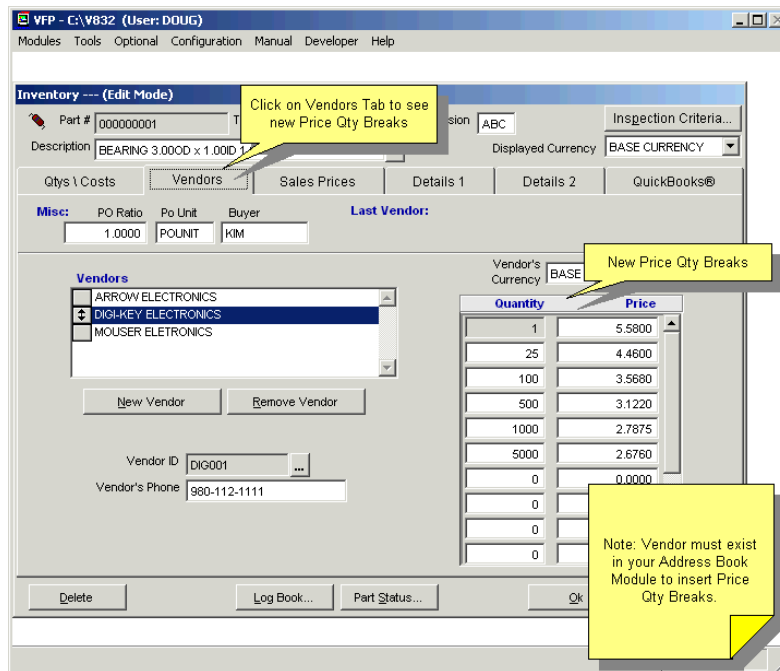 VFP - C:\V832 (User: DOUG)
Modules Tools Optional Configuration Manual Developer Help
Inventory --- (Edit Mode)
Click on Vendors Tab to see
new Price Qty Breaks
Part # 000000001 ABC Inspection Criteria...
Description BEARING 3.00OD x 1.00ID Displayed Currency BASE CURRENCY
Qtys \ Costs Vendors Sales Prices Details 1 Details 2 QuickBooks®
Misc: PO Ratio Po Unit Buyer Last Vendor:
1.0000 POUNIT KIM
New Price Qty Breaks
Vendor's
Currency BASE
Vendors
ARROW ELECTRONICS
DIGI-KEY ELECTRONICS
MOUSER ELETRONICS
New Vendor Remove Vendor
Vendor ID DIG001 ...
Vendor's Phone 980-112-1111
Quantity Price
1 5.5800
25 4.4600
100 3.5680
500 3.1220
1000 2.7875
5000 2.6760
0 0.0000
0
0
0
Note: Vendor must exist
in your Address Book
Module to insert Price
Qty Breaks.
Delete Log Book... Part Status... Ok